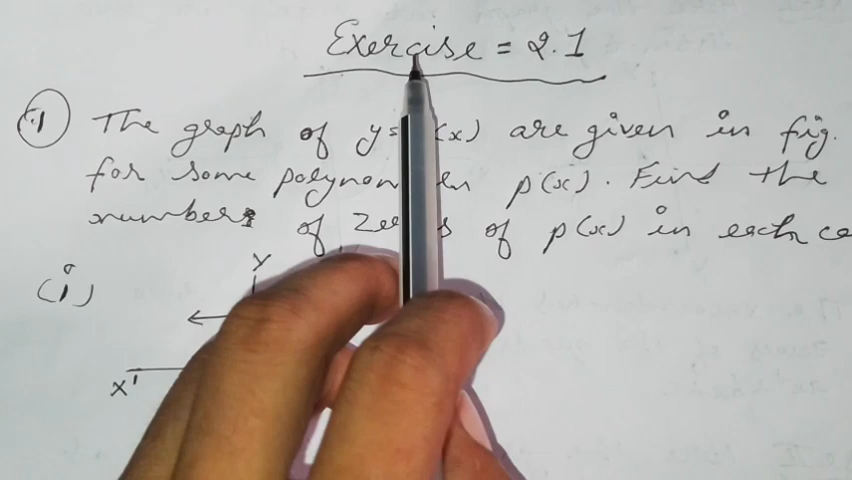 Exercise = 2.1
.1 The graph of y= (x) are given in fig.
for some polynom p(x). Find the
numbers of Ze s of p(x) in each
(i)
Y
X'